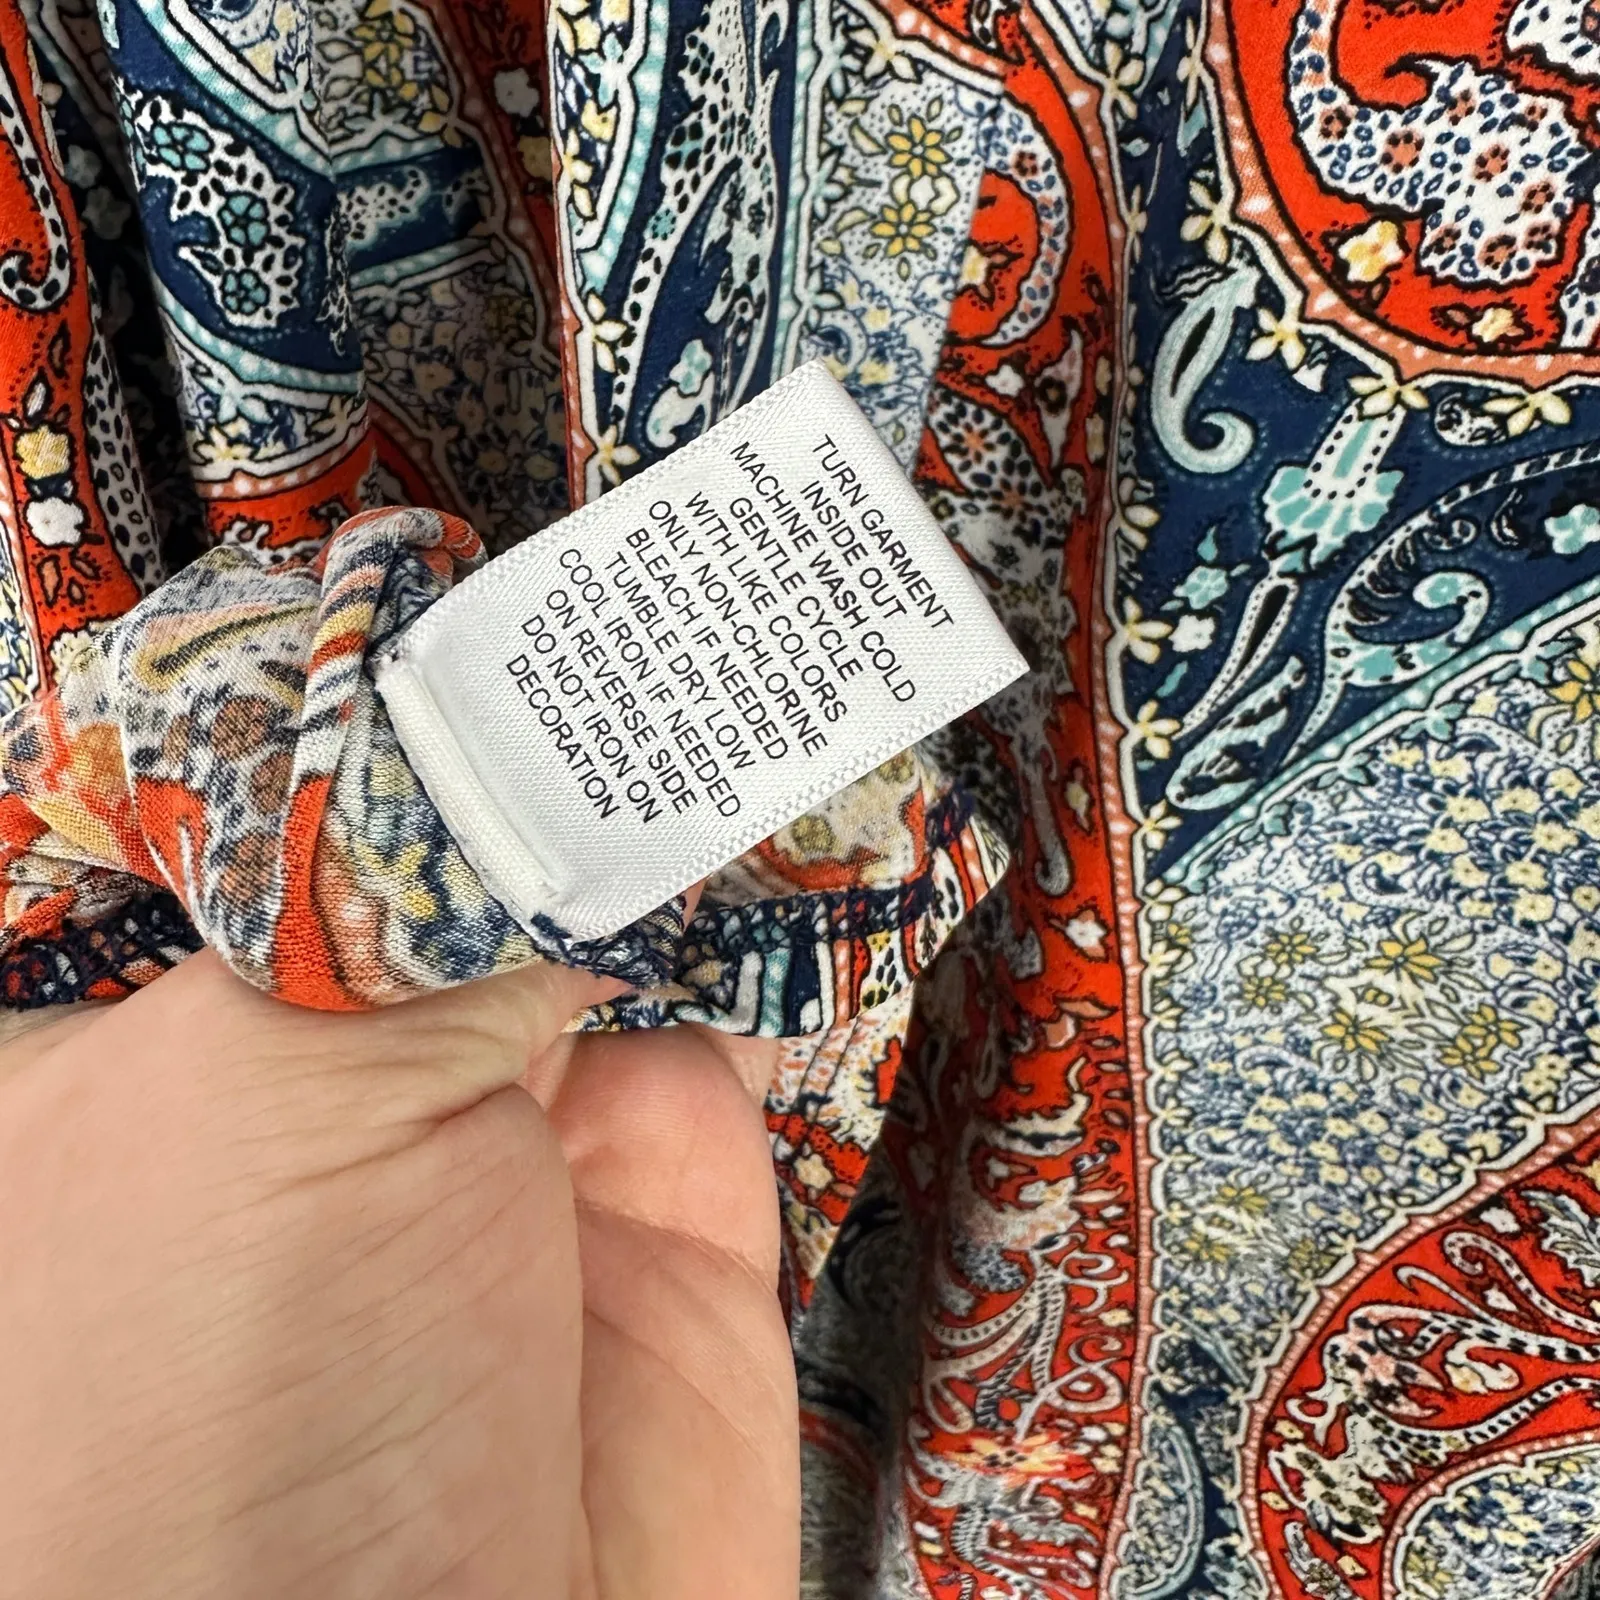 TURN GARMENT
INSIDE OUT
MACHINE WASH COLD
GENTLE CYCLE
WITH LIKE COLORS
ONLY NON-CHLORINE
BLEACH IF NEEDED
TUMBLE DRY LOW
COOL IRON IF NEEDED
ON REVERSE SIDE
DO NOT IRON ON
DECORATION